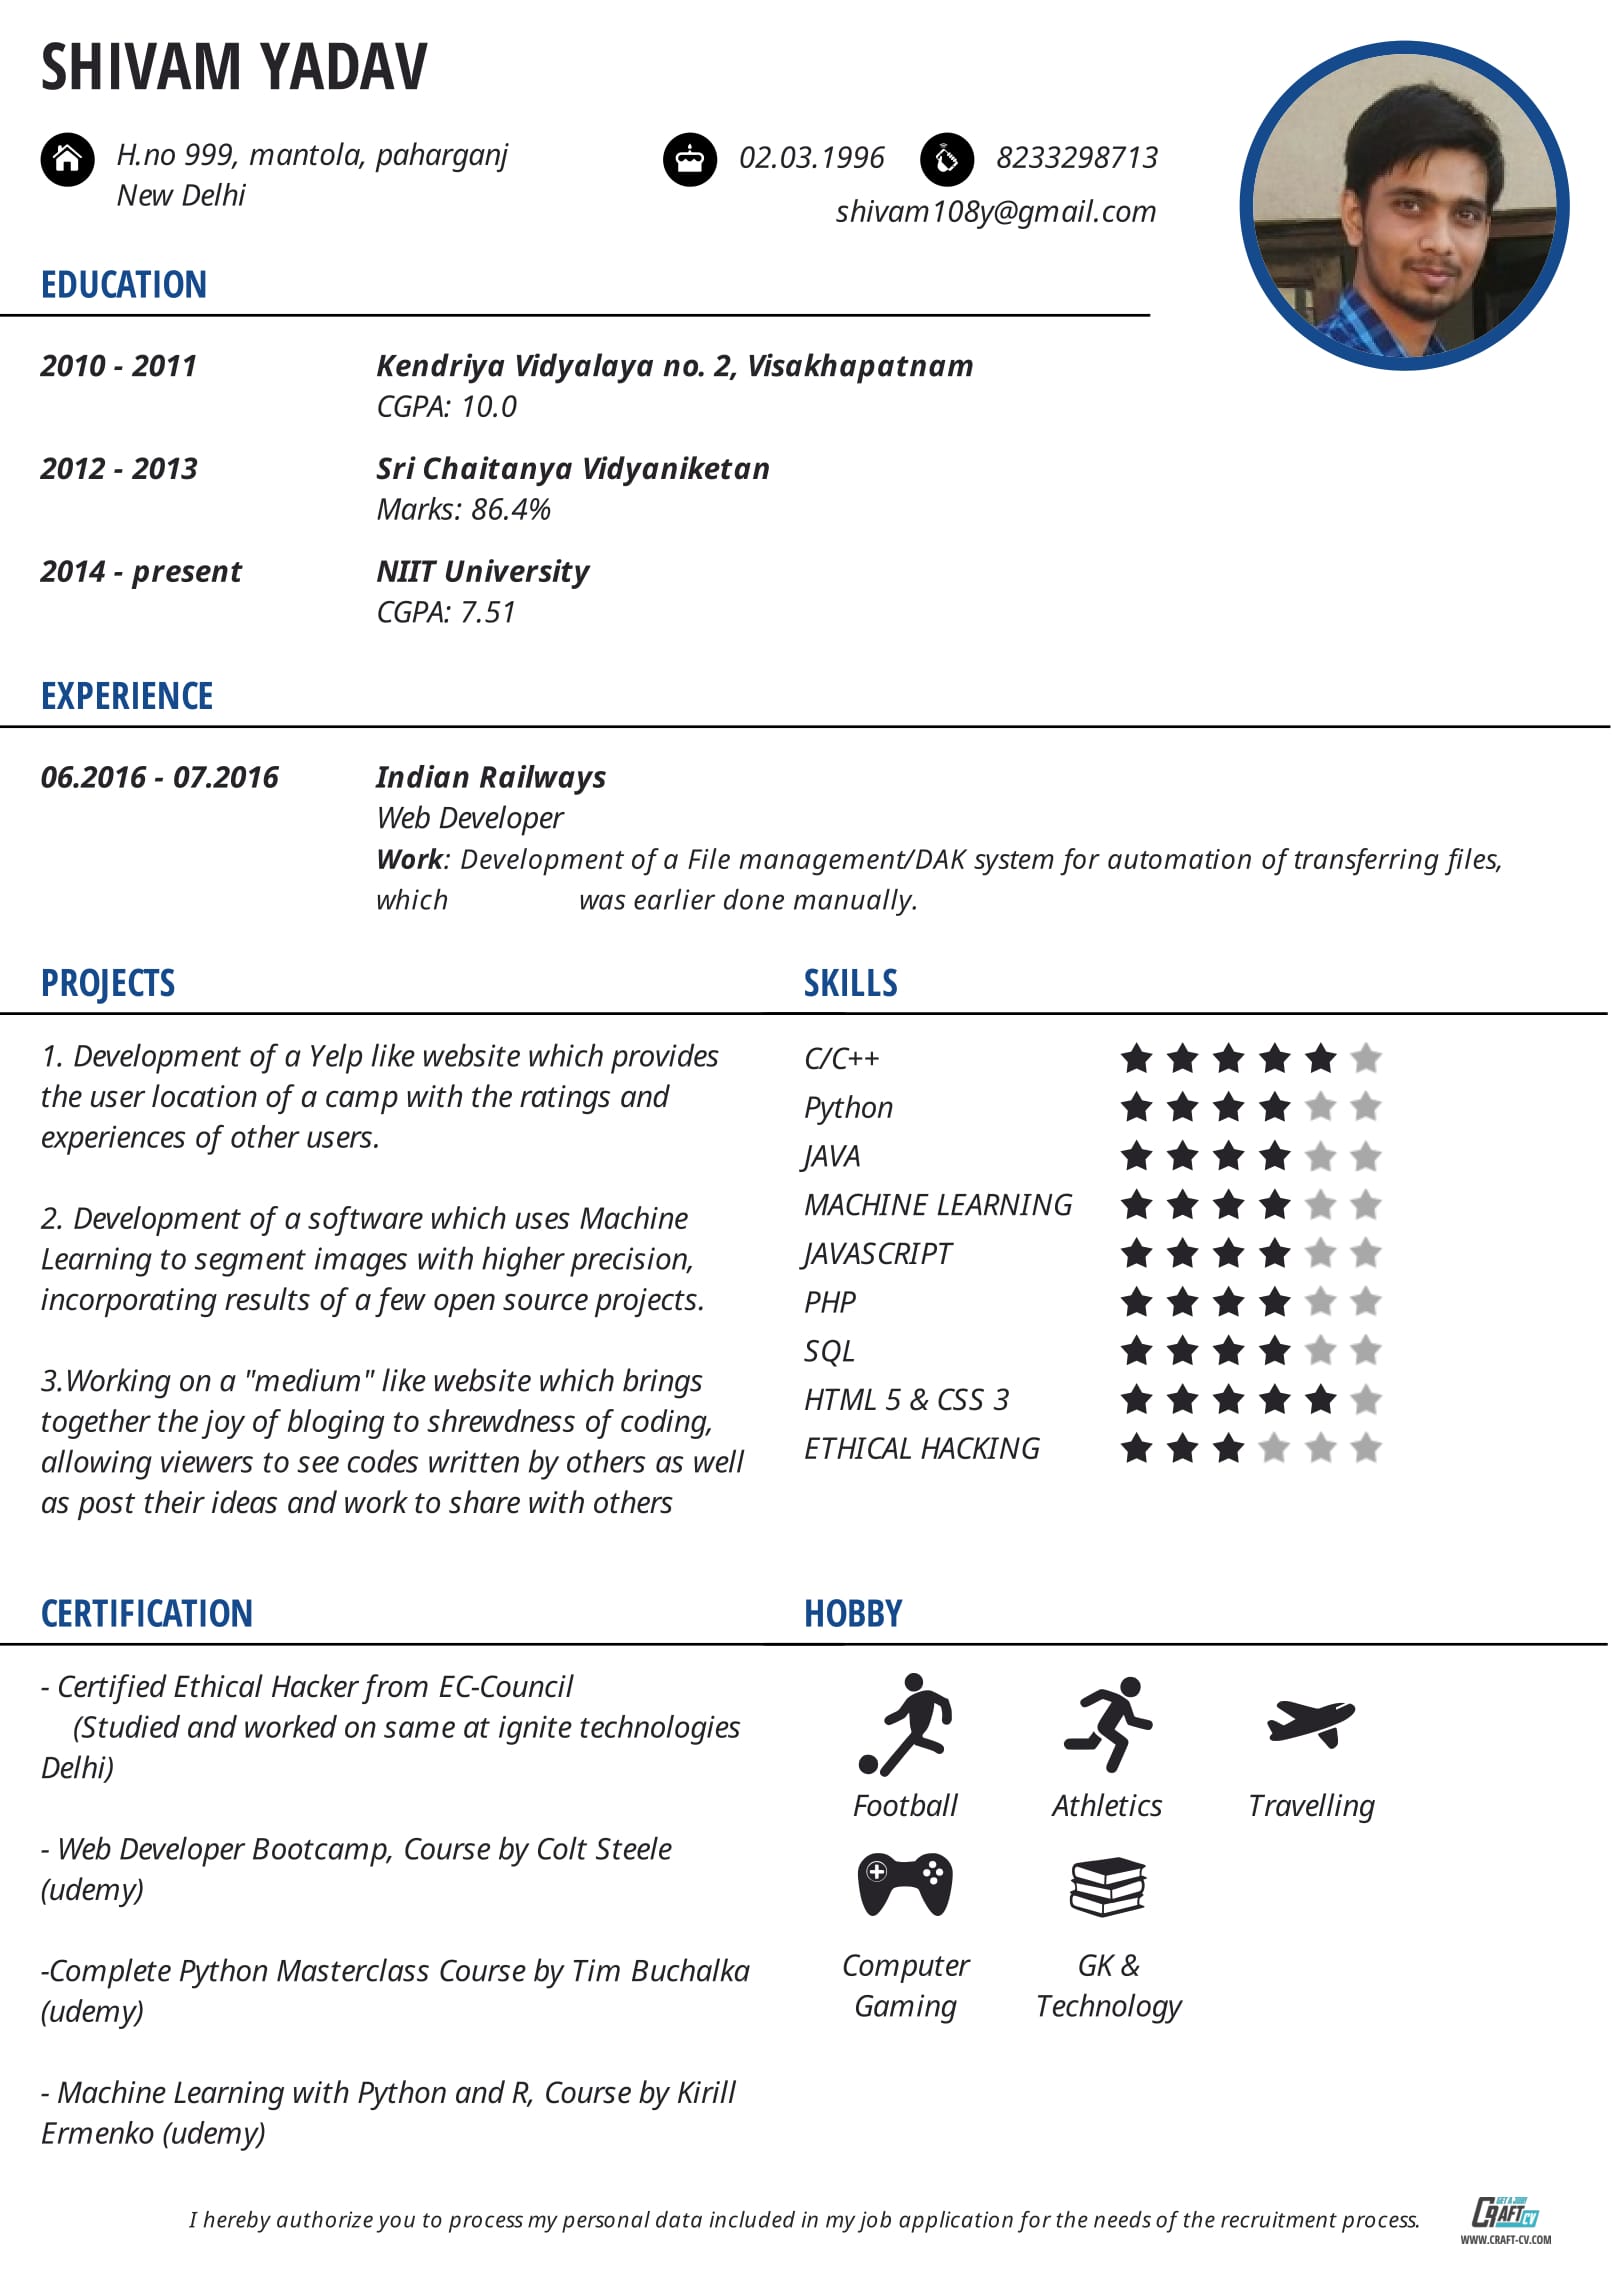 SHIVAM YADAV
H.no 999, mantola, paharganj
New Delhi
02.03.1996
8233298713
shivam108y@gmail.com
EDUCATION
2010 - 2011 Kendriya Vidyalaya no. 2, Visakhapatnam
CGPA: 10.0
2012 - 2013 Sri Chaitanya Vidyaniketan
Marks: 86.4%
2014 - present NIIT University
CGPA: 7.51
EXPERIENCE
06.2016 - 07.2016 Indian Railways
Web Developer
Work: Development of a File management/DAK system for automation of transferring files,
which was earlier done manually.
PROJECTS
1. Development of a Yelp like website which provides
the user location of a camp with the ratings and
experiences of other users.
2. Development of a software which uses Machine
Learning to segment images with higher precision,
incorporating results of a few open source projects.
3.Working on a "medium" like website which brings
together the joy of bloging to shrewdness of coding,
allowing viewers to see codes written by others as well
as post their ideas and work to share with others
SKILLS
C/C++
Python
JAVA
MACHINE LEARNING
JAVASCRIPT
PHP
SQL
HTML 5 & CSS 3
ETHICAL HACKING
CERTIFICATION
- Certified Ethical Hacker from EC-Council
(Studied and worked on same at ignite technologies
Delhi)
- Web Developer Bootcamp, Course by Colt Steele
(udemy)
-Complete Python Masterclass Course by Tim Buchalka
(udemy)
- Machine Learning with Python and R, Course by Kirill
Ermenko (udemy)
HOBBY
Football
Athletics
Travelling
Computer
Gaming
GK &
Technology
I hereby authorize you to process my personal data included in my job application for the needs of the recruitment process.
GET A JOB!
CRAFT CV
WWW.CRAFT-CV.COM